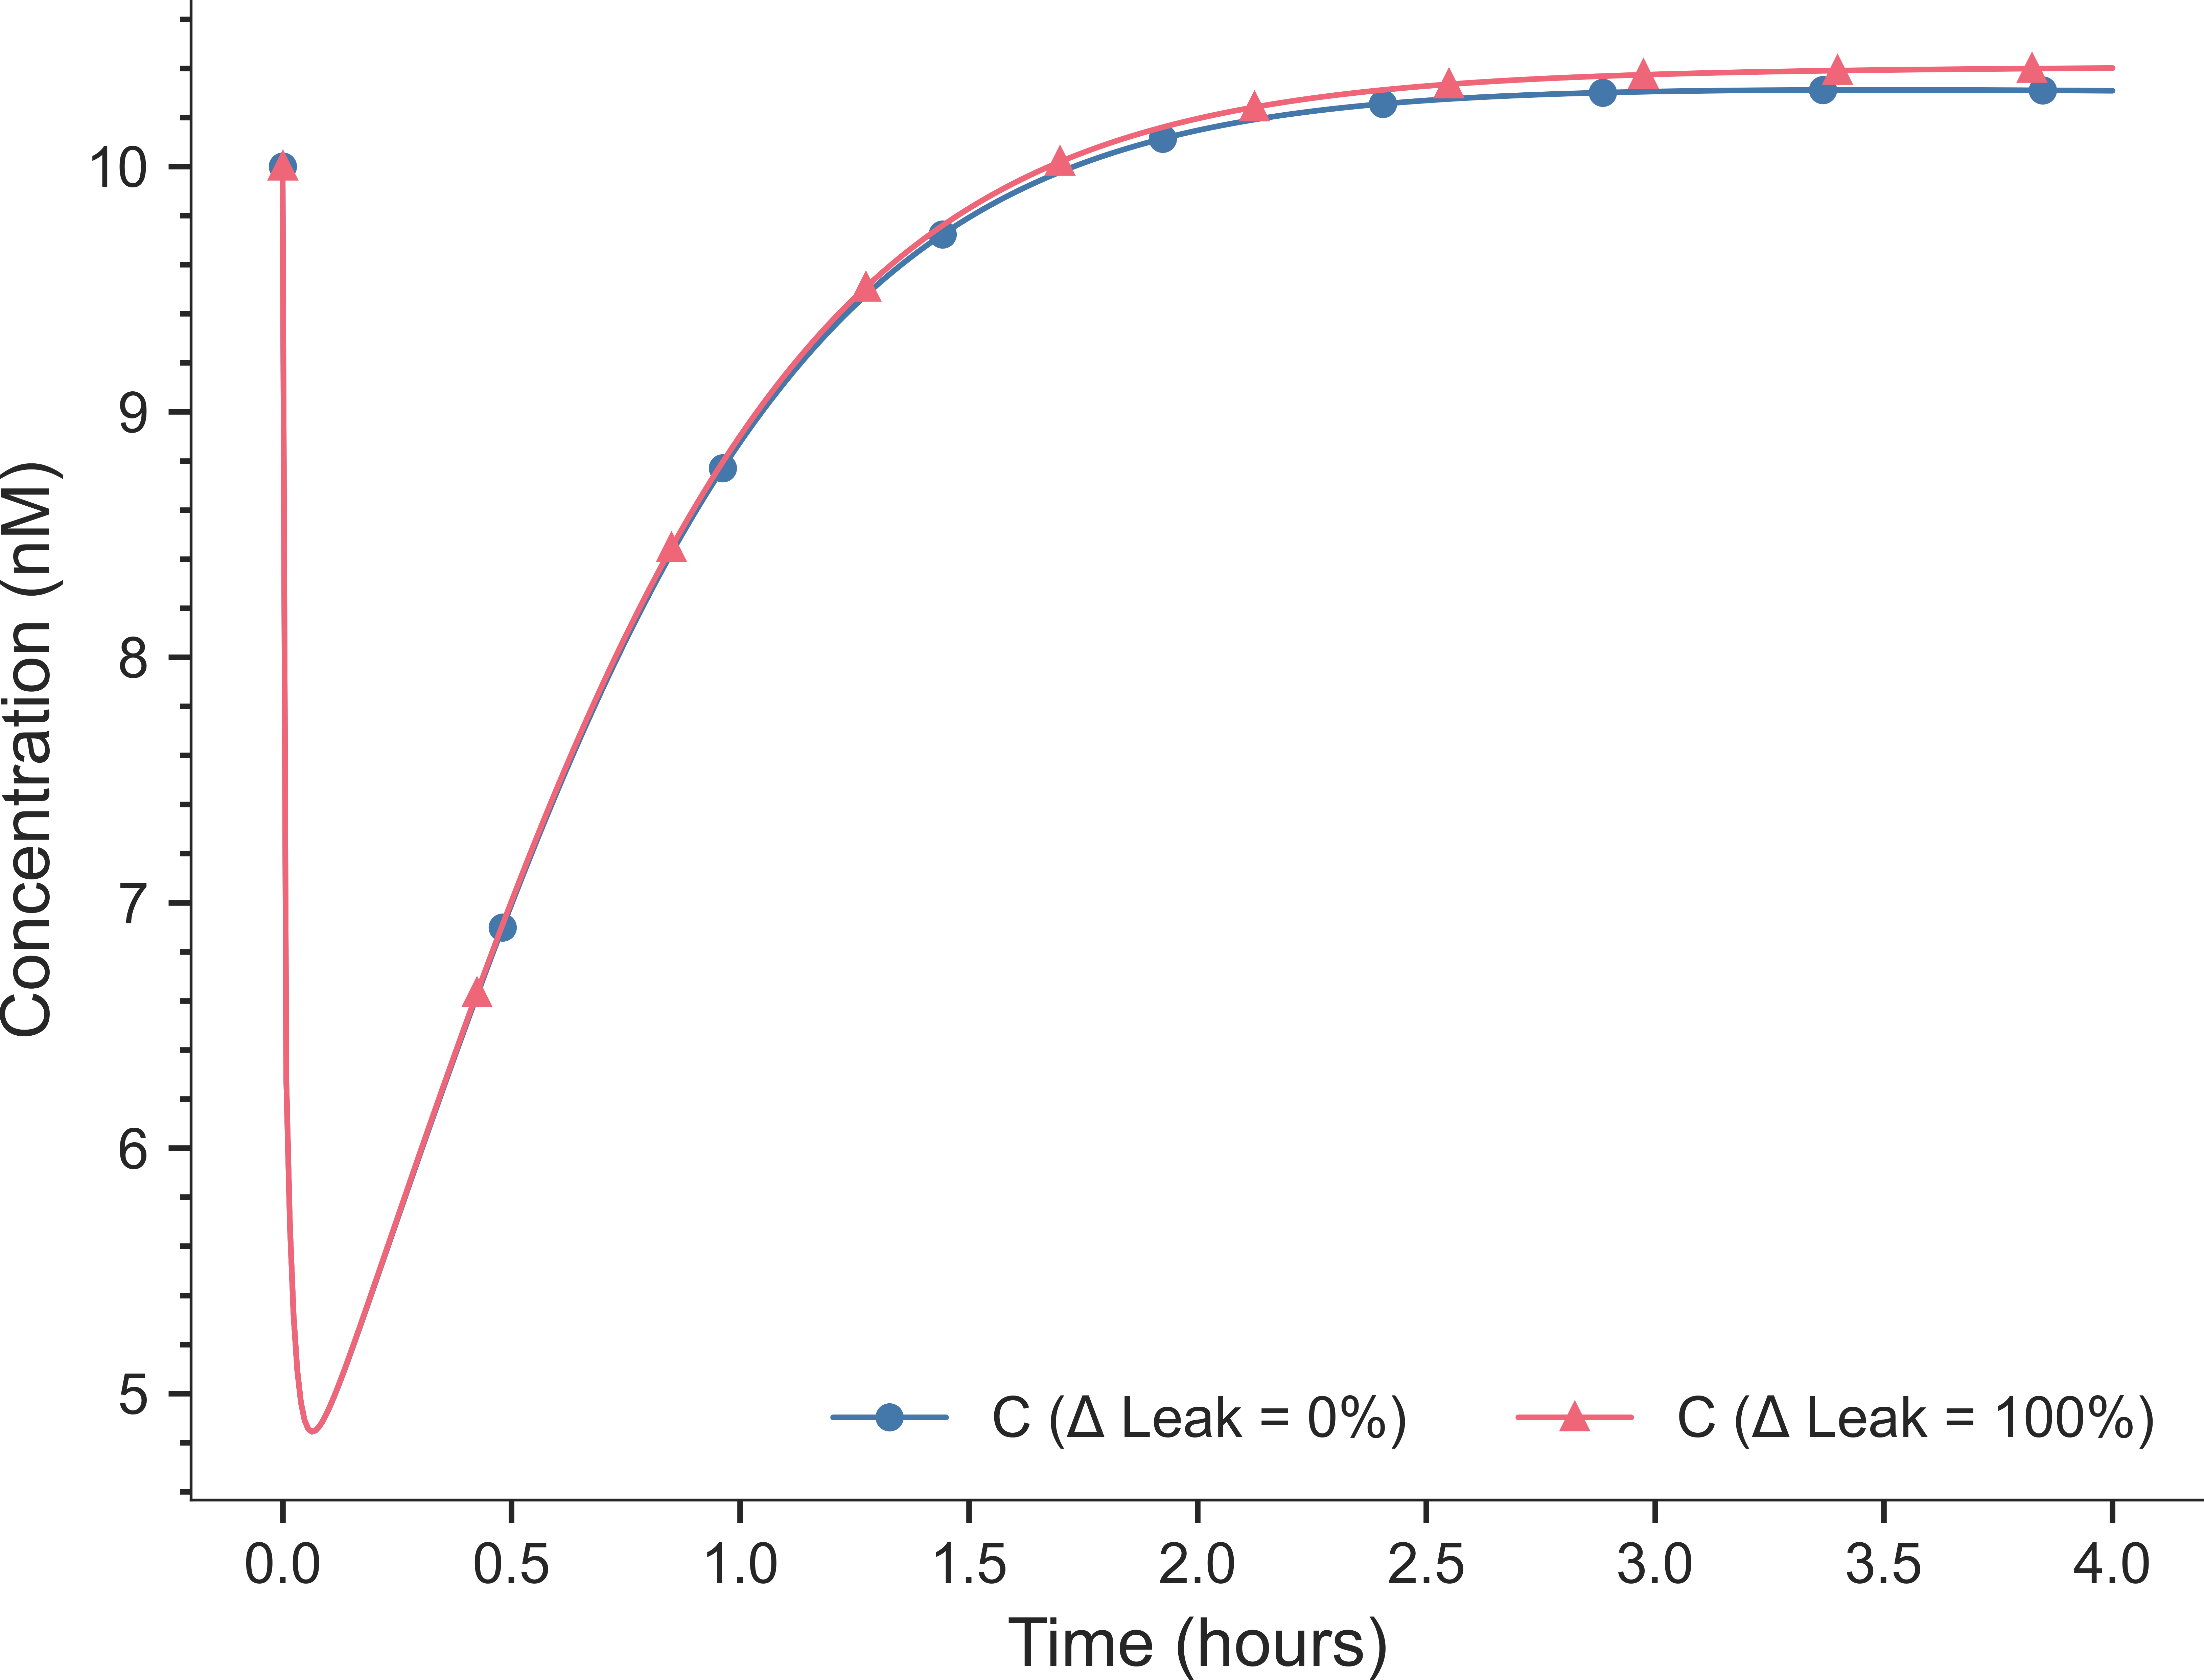 Concentration (nM)
10
9
8
7
6
5
C (Δ Leak = 0%)
C (Δ Leak = 100%)
0.0 0.5 1.0 1.5 2.0 2.5 3.0 3.5 4.0
Time (hours)